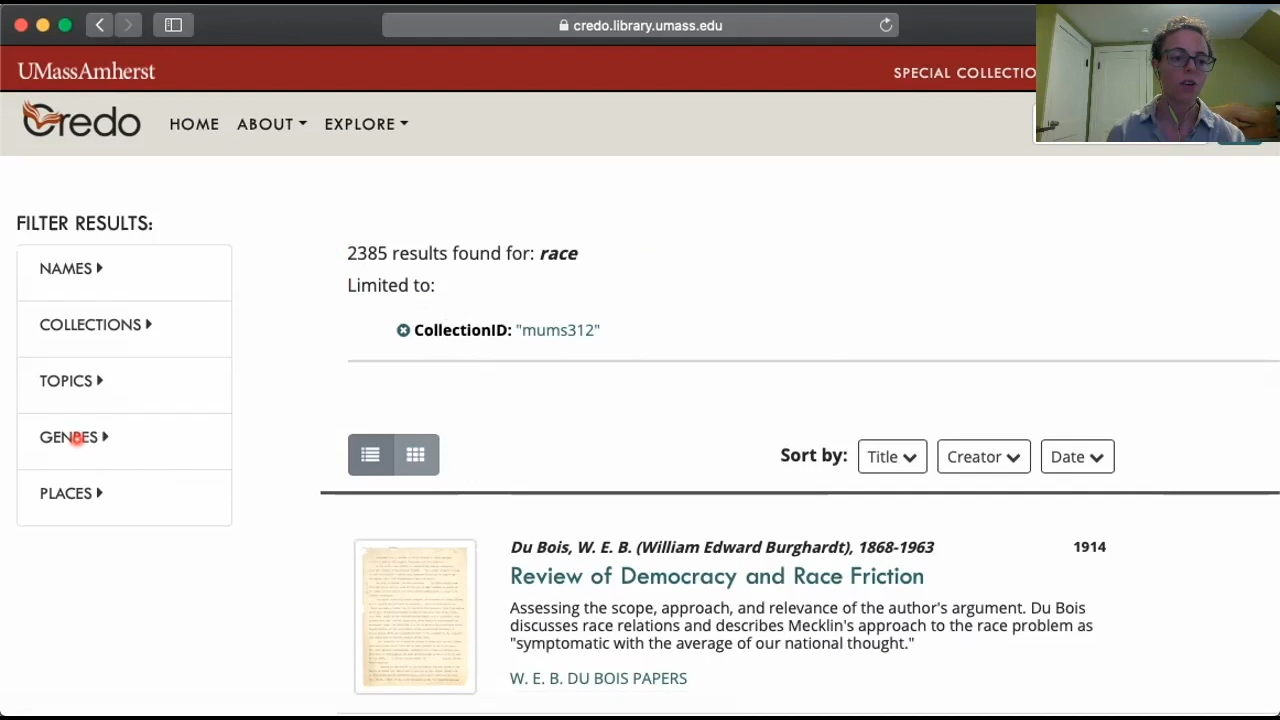 credo.library.umass.edu
UMassAmherst
SPECIAL COLLECTIO
Credo
HOME
ABOUT
EXPLORE
FILTER RESULTS:
NAMES
COLLECTIONS
TOPICS
GENRES
PLACES
2385 results found for: race
Limited to:
CollectionID: "mums312"
Sort by:
Title
Creator
Date
Du Bois, W. E. B. (William Edward Burghardt), 1868-1963
1914
Review of Democracy and Race Friction
Assessing the scope, approach, and relevance of the author's argument. Du Bois
discusses race relations and describes Mecklin's approach to the race problem as
"symptomatic with the average of our national thought."
W. E. B. DU BOIS PAPERS